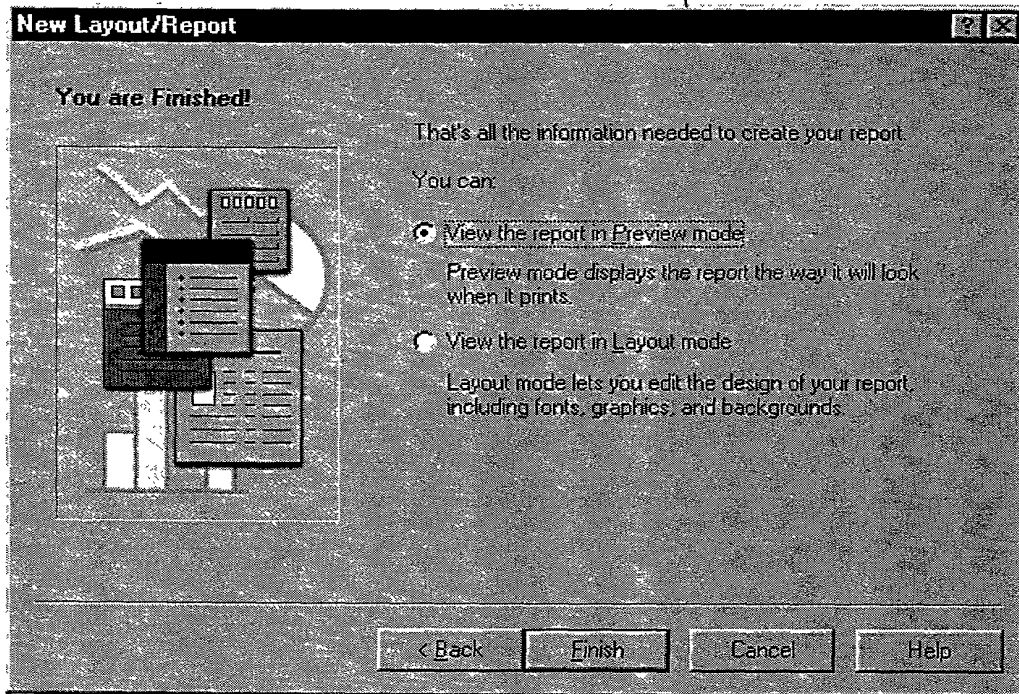 New Layout/Report
You are Finished!
That's all the information needed to create your report.
You can:
View the report in Preview mode
Preview mode displays the report the way it will look
when it prints.
View the report in Layout mode
Layout mode lets you edit the design of your report,
including fonts, graphics, and backgrounds.
< Back Finish Cancel Help